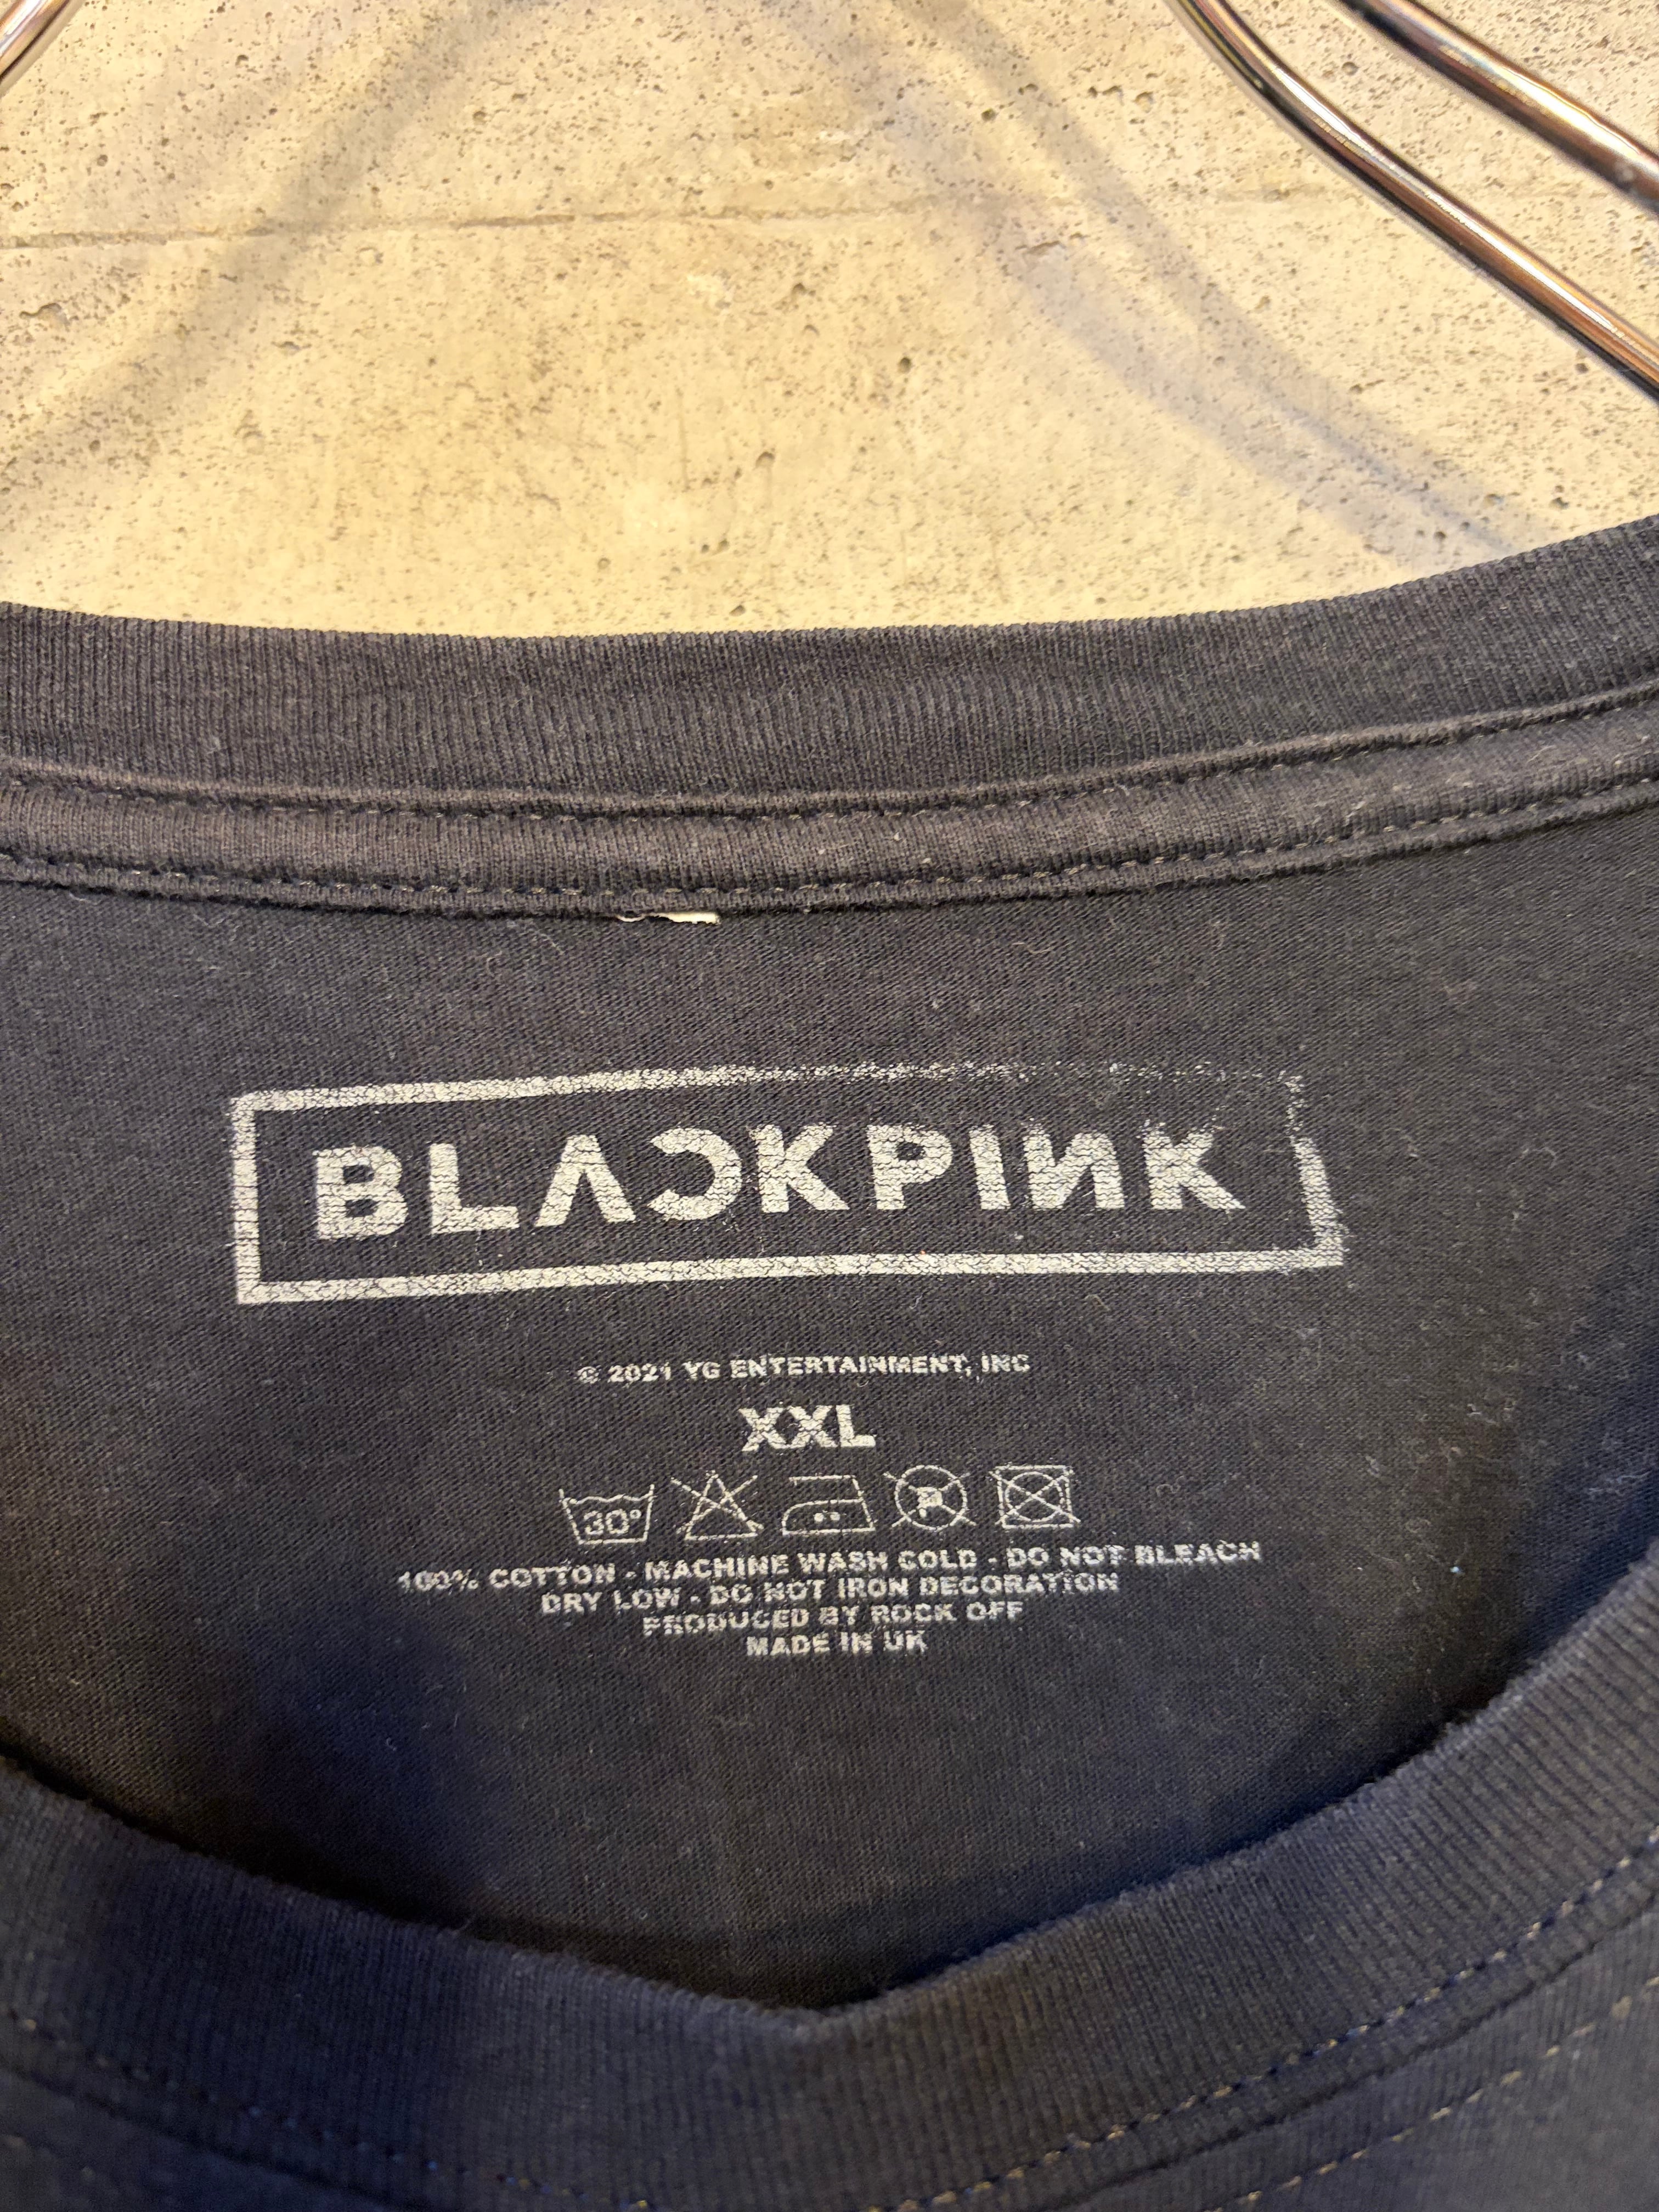 BLACKPINK
© 2021 YG ENTERTAINMENT, INC
XXL
30° P
100% COTTON - MACHINE WASH COLD - DO NOT BLEACH
DRY LOW - DO NOT IRON DECORATION
PRODUCED BY ROCK OFF
MADE IN UK